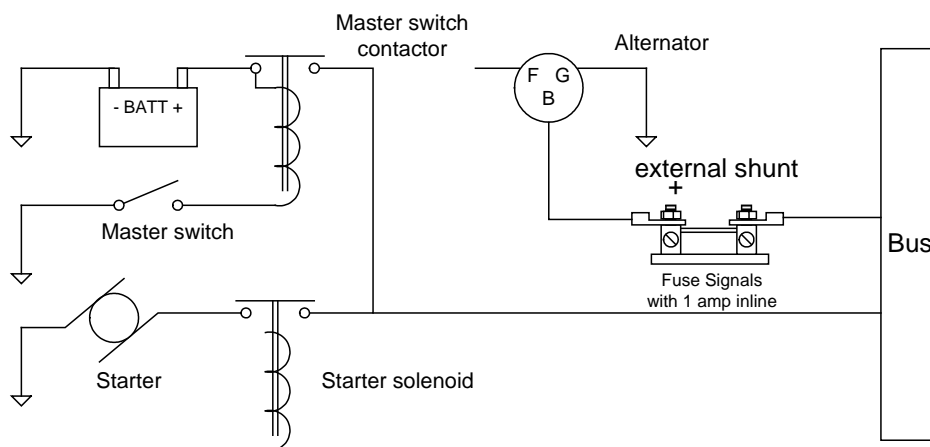 Master switch
contactor
Alternator
- BATT +
F G
B
external shunt
+
Master switch
Bus
Fuse Signals
with 1 amp inline
Starter
Starter solenoid